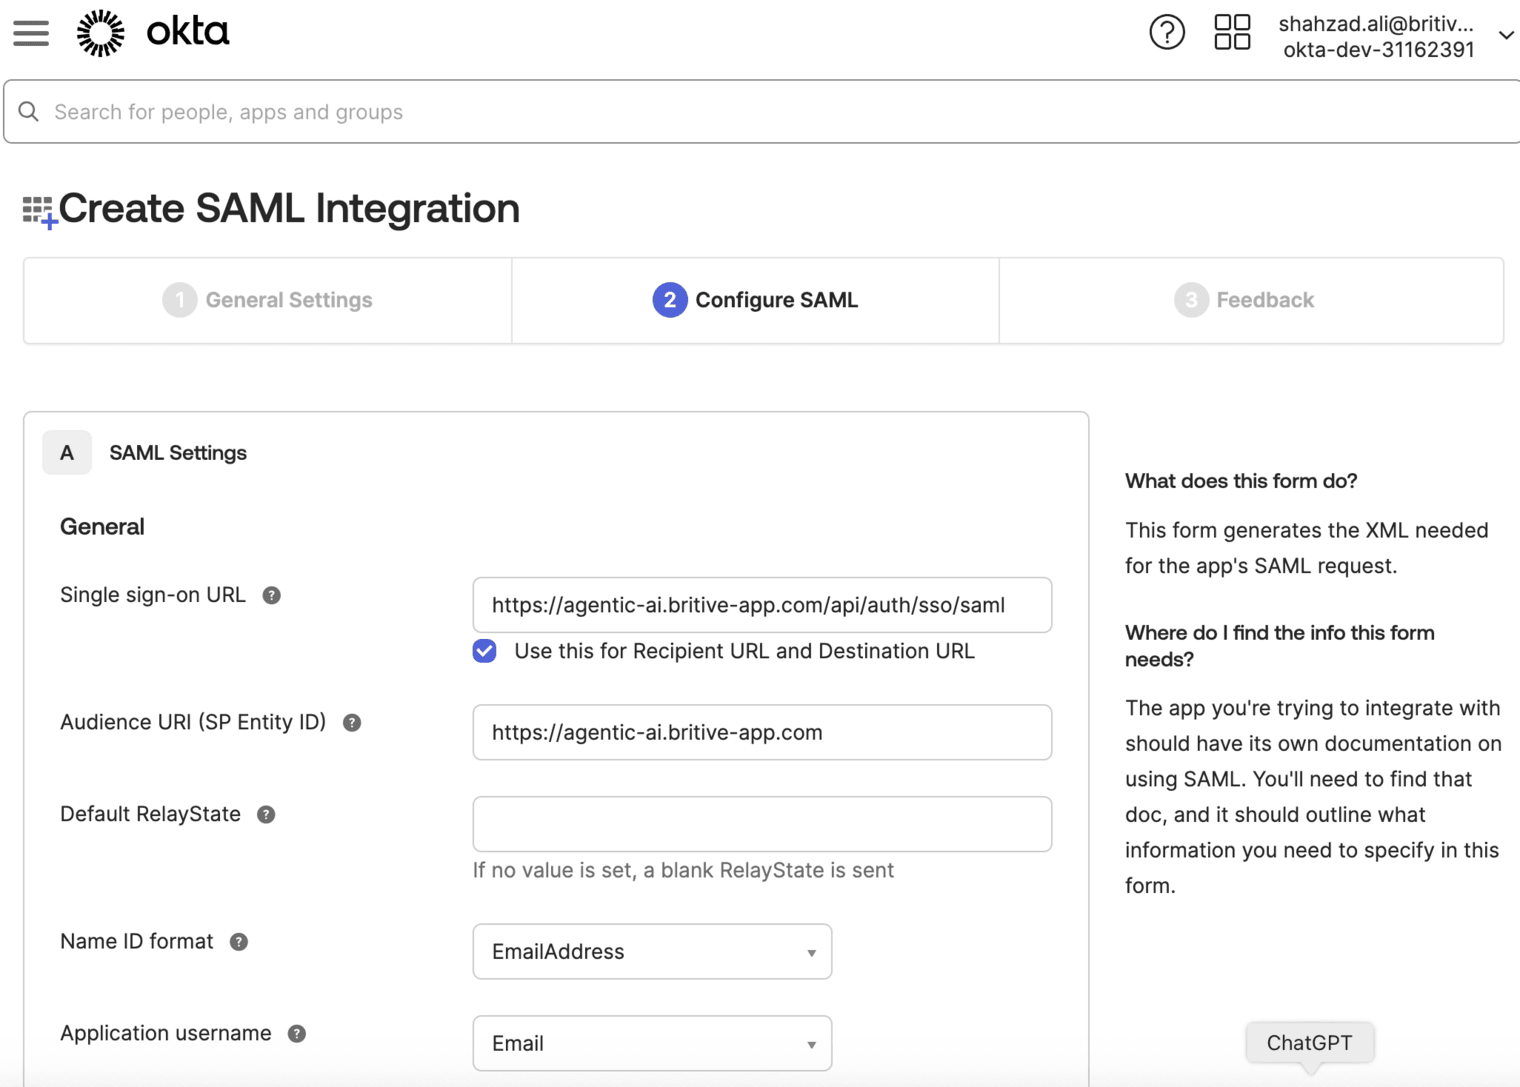 okta
shahzad.ali@britiv...
okta-dev-31162391
Search for people, apps and groups
Create SAML Integration
1 General Settings
2 Configure SAML
3 Feedback
A SAML Settings
General
Single sign-on URL ?
https://agentic-ai.britive-app.com/api/auth/sso/saml
Use this for Recipient URL and Destination URL
Audience URI (SP Entity ID) ?
https://agentic-ai.britive-app.com
Default RelayState ?
If no value is set, a blank RelayState is sent
Name ID format ?
EmailAddress
Application username ?
Email
What does this form do?
This form generates the XML needed
for the app's SAML request.
Where do I find the info this form
needs?
The app you're trying to integrate with
should have its own documentation on
using SAML. You'll need to find that
doc, and it should outline what
information you need to specify in this
form.
ChatGPT